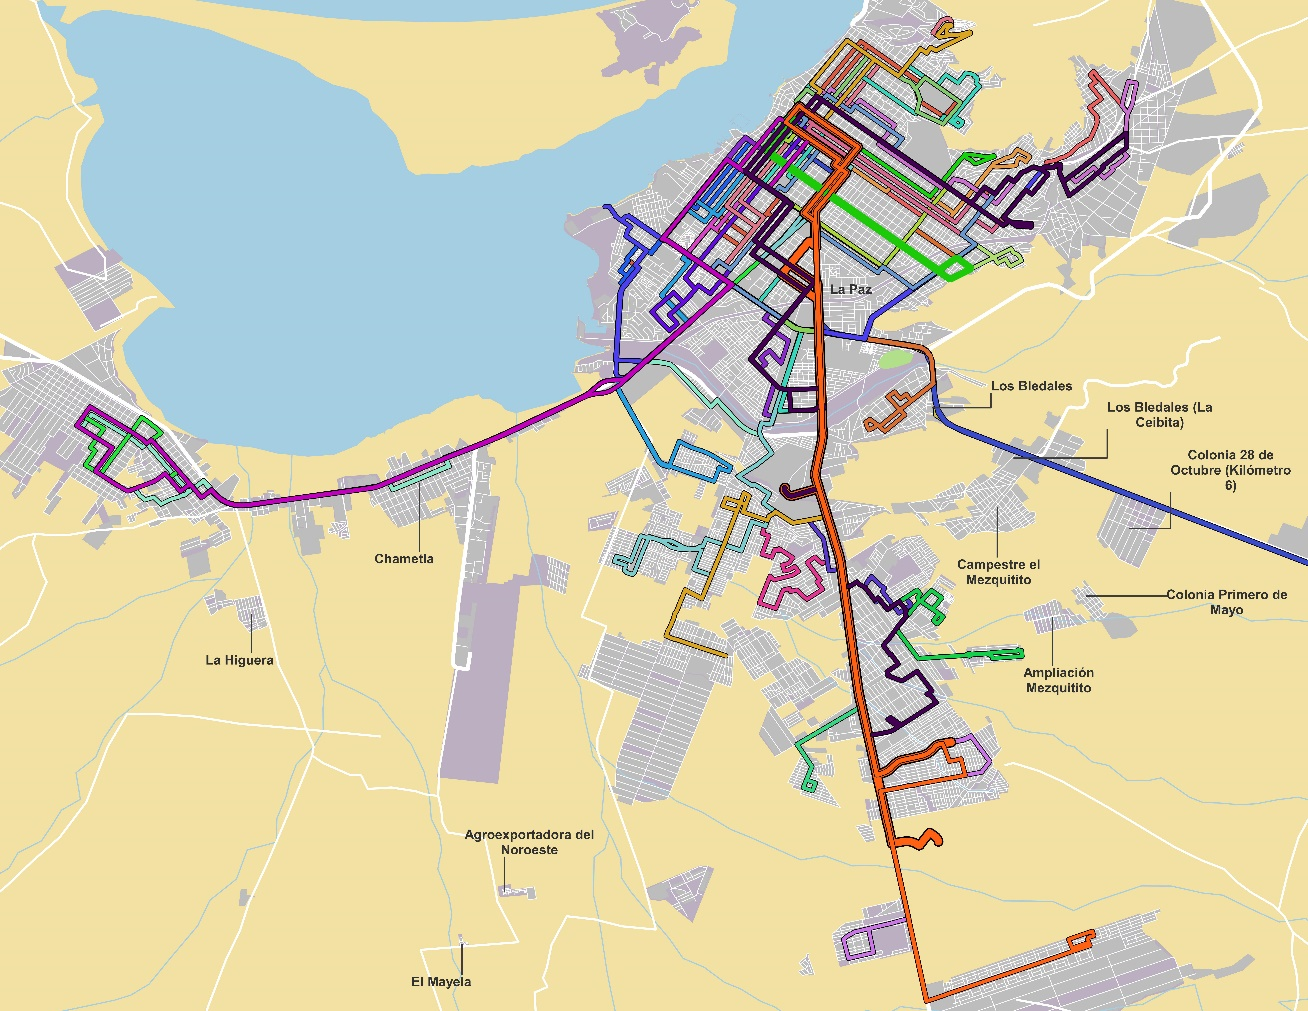 La Paz
Los Bledales
Los Bledales (La
Ceibita)
Colonia 28 de
Octubre (Kilómetro
6)
Chametla
Campestre el
Mezquitito
Colonia Primero de
Mayo
La Higuera
Ampliación
Mezquitito
Agroexportadora del
Noroeste
El Mayela